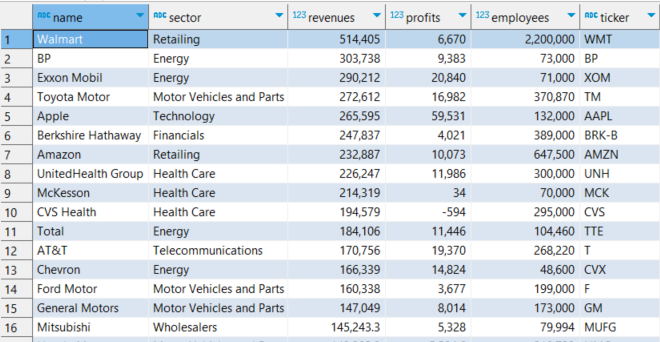 ABC name ABC sector 123 revenues 123 profits 123 employees ABC ticker
1 Walmart Retailing 514,405 6,670 2,200,000 WMT
2 BP Energy 303,738 9,383 73,000 BP
3 Exxon Mobil Energy 290,212 20,840 71,000 XOM
4 Toyota Motor Motor Vehicles and Parts 272,612 16,982 370,870 TM
5 Apple Technology 265,595 59,531 132,000 AAPL
6 Berkshire Hathaway Financials 247,837 4,021 389,000 BRK-B
7 Amazon Retailing 232,887 10,073 647,500 AMZN
8 UnitedHealth Group Health Care 226,247 11,986 300,000 UNH
9 McKesson Health Care 214,319 34 70,000 MCK
10 CVS Health Health Care 194,579 -594 295,000 CVS
11 Total Energy 184,106 11,446 104,460 TTE
12 AT&T Telecommunications 170,756 19,370 268,220 T
13 Chevron Energy 166,339 14,824 48,600 CVX
14 Ford Motor Motor Vehicles and Parts 160,338 3,677 199,000 F
15 General Motors Motor Vehicles and Parts 147,049 8,014 173,000 GM
16 Mitsubishi Wholesalers 145,243.3 5,328 79,994 MUFG